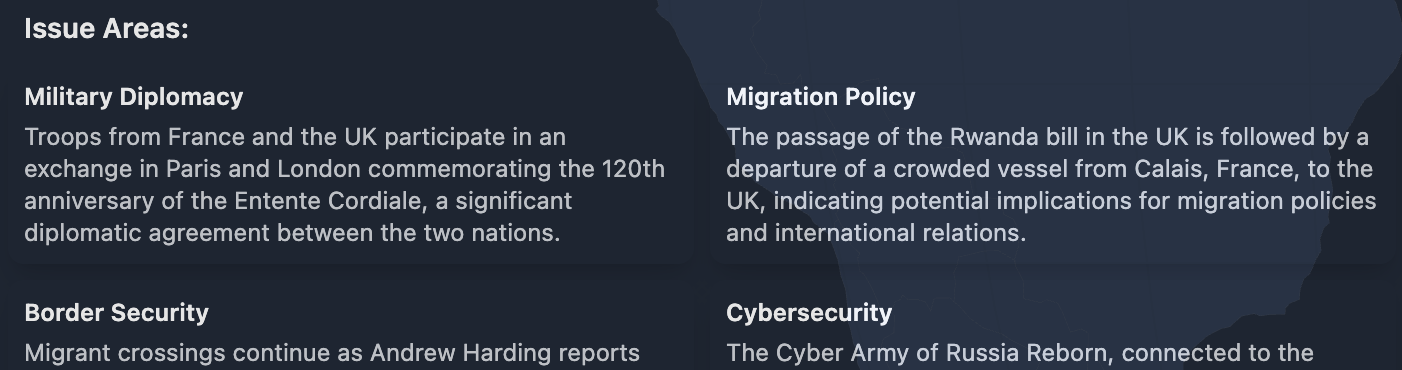 Issue Areas:
Military Diplomacy
Troops from France and the UK participate in an
exchange in Paris and London commemorating the 120th
anniversary of the Entente Cordiale, a significant
diplomatic agreement between the two nations.
Migration Policy
The passage of the Rwanda bill in the UK is followed by a
departure of a crowded vessel from Calais, France, to the
UK, indicating potential implications for migration policies
and international relations.
Border Security
Migrant crossings continue as Andrew Harding reports
Cybersecurity
The Cyber Army of Russia Reborn, connected to the